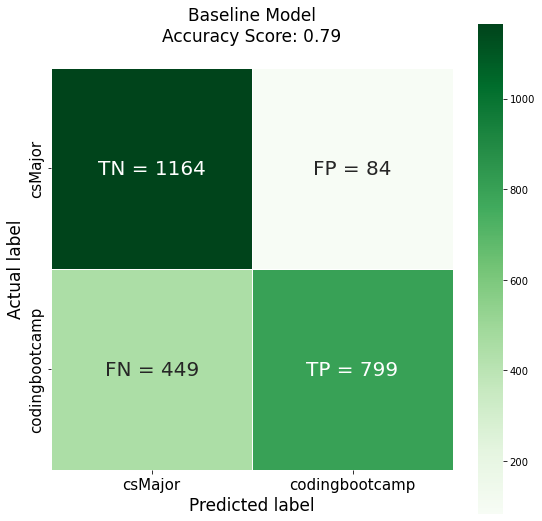 Baseline Model
Accuracy Score: 0.79
Actual label
csMajor
codingbootcamp
TN = 1164
FP = 84
FN = 449
TP = 799
csMajor
codingbootcamp
Predicted label
1000
800
600
400
200